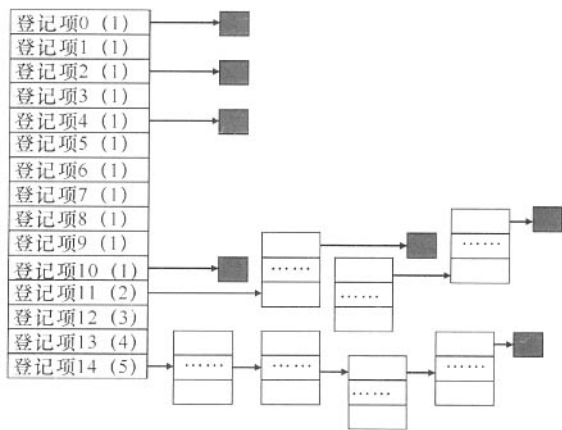 登记项0 (1)
登记项1 (1)
登记项2 (1)
登记项3 (1)
登记项4 (1)
登记项5 (1)
登记项6 (1)
登记项7 (1)
登记项8 (1)
登记项9 (1)
登记项10 (1)
登记项11 (2)
登记项12 (3)
登记项13 (4)
登记项14 (5)
……
……
……
……
……
……
……